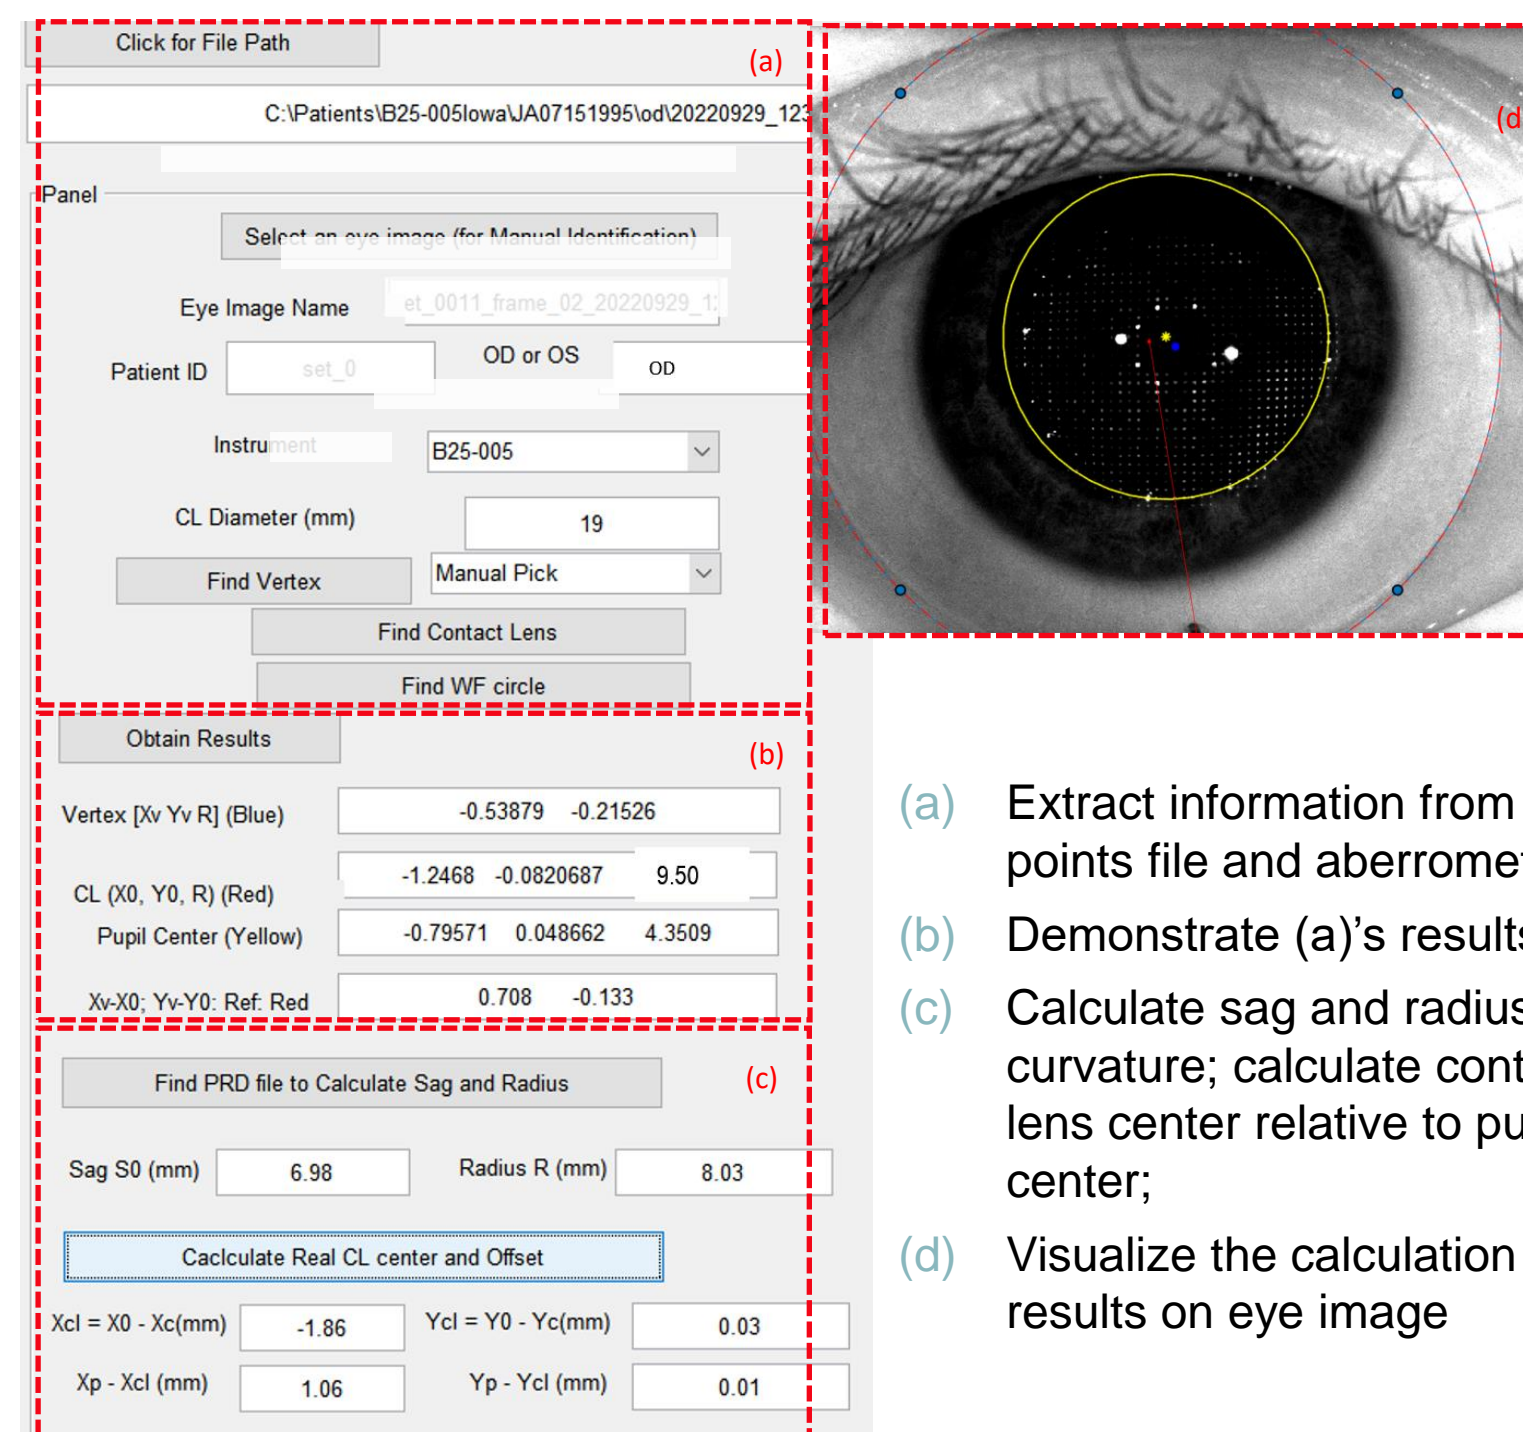 Click for File Path
(a)
C:\Patients\B25-005Iowa\JA07151995\od\20220929_123
Panel
Select an eye image (for Manual Identification)
Eye Image Name
et_0011_frame_02_20220929_1
Patient ID
set_0
OD or OS
OD
Instrument
B25-005
CL Diameter (mm)
19
Find Vertex
Manual Pick
Find Contact Lens
Find WF circle
(d
Obtain Results
(b)
Vertex [Xv Yv R] (Blue)
-0.53879 -0.21526
CL (X0, Y0, R) (Red)
-1.2468 -0.0820687 9.50
Pupil Center (Yellow)
-0.79571 0.048662 4.3509
Xv-X0; Yv-Y0: Ref: Red
0.708 -0.133
Find PRD file to Calculate Sag and Radius
(c)
Sag S0 (mm)
6.98
Radius R (mm)
8.03
Caclculate Real CL center and Offset
Xcl = X0 - Xc(mm)
-1.86
Ycl = Y0 - Yc(mm)
0.03
Xp - Xcl (mm)
1.06
Yp - Ycl (mm)
0.01
(a) Extract information from
points file and aberromet
(b) Demonstrate (a)’s results
(c) Calculate sag and radius
curvature; calculate cont
lens center relative to pu
center;
(d) Visualize the calculation
results on eye image